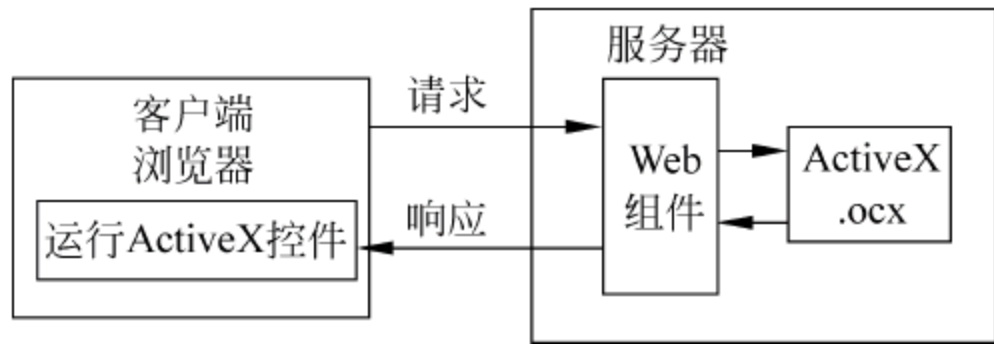 服务器
客户端
浏览器
请求
Web
组件
ActiveX
.ocx
运行ActiveX控件
响应